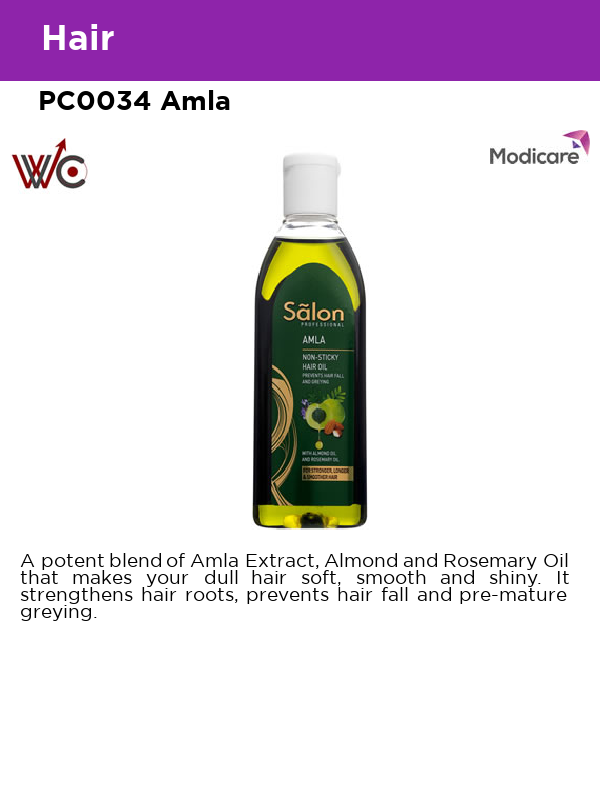 Hair
PC0034 Amla
WC
Modicare
Sãlon
PROFESSIONAL
AMLA
NON-STICKY
HAIR OIL
PREVENTS HAIR FALL
AND GREYING
WITH ALMOND OIL
AND ROSEMARY OIL
FOR STRONGER, LONGER
& SMOOTHER HAIR
A potent blend of Amla Extract, Almond and Rosemary Oil
that makes your dull hair soft, smooth and shiny. It
strengthens hair roots, prevents hair fall and pre-mature
greying.